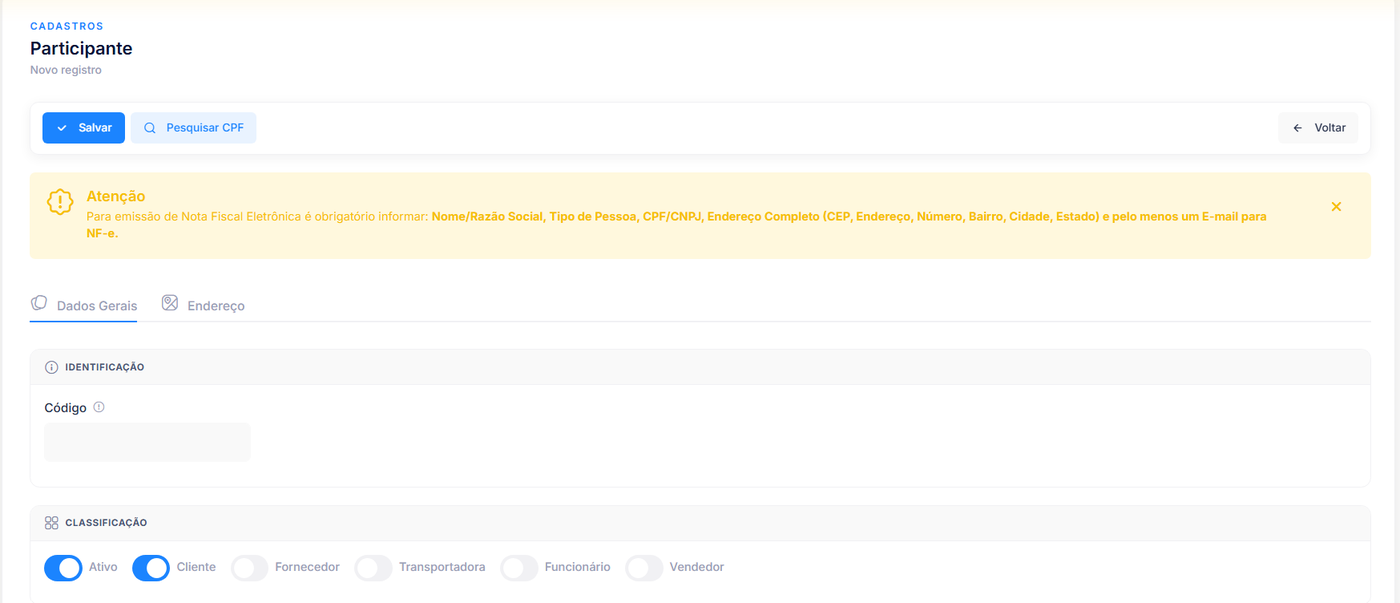 CADASTROS
Participante
Novo registro
Salvar
Pesquisar CPF
Voltar
Atenção
Para emissão de Nota Fiscal Eletrônica é obrigatório informar: Nome/Razão Social, Tipo de Pessoa, CPF/CNPJ, Endereço Completo (CEP, Endereço, Número, Bairro, Cidade, Estado) e pelo menos um E-mail para
NF-e.
Dados Gerais
Endereço
IDENTIFICAÇÃO
Código
CLASSIFICAÇÃO
Ativo
Cliente
Fornecedor
Transportadora
Funcionário
Vendedor